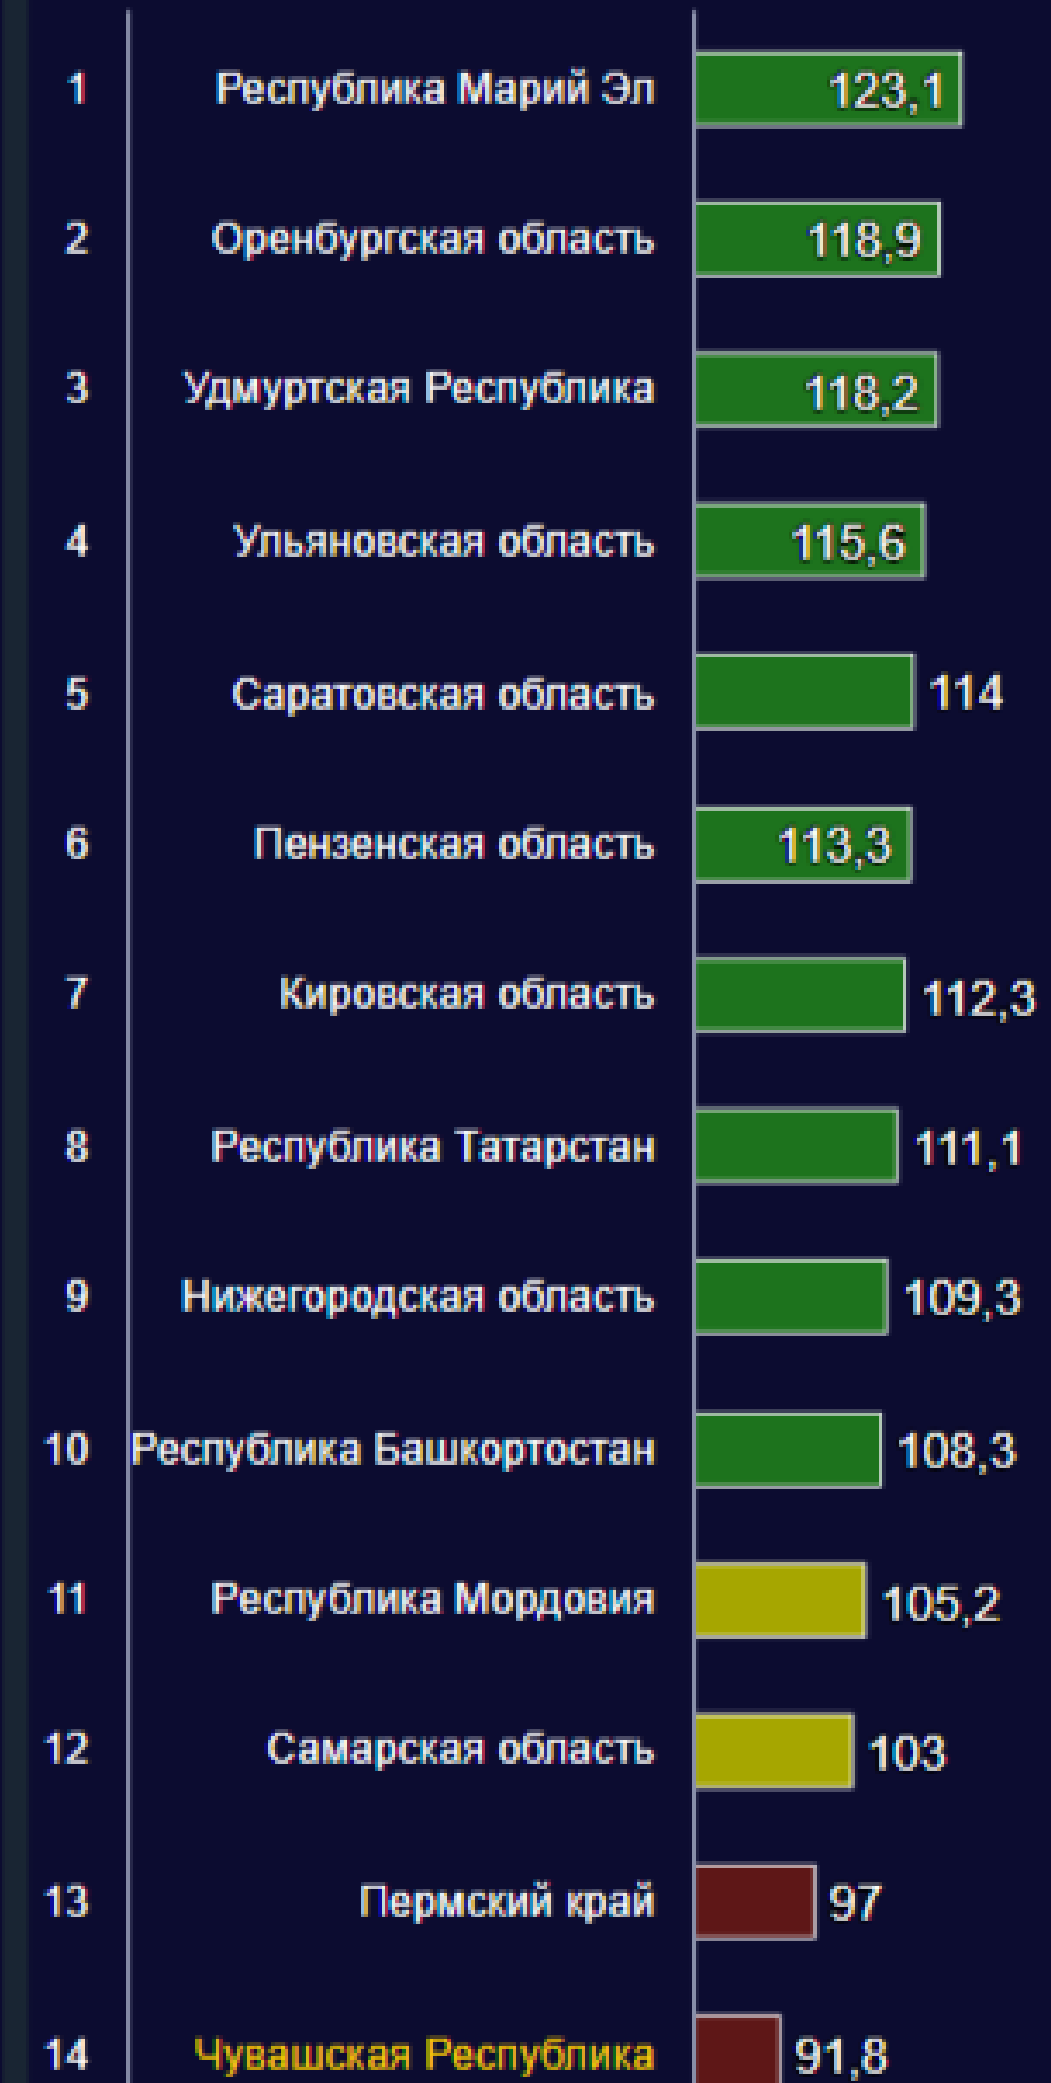 1 Республика Марий Эл 123,1
2 Оренбургская область 118,9
3 Удмуртская Республика 118,2
4 Ульяновская область 115,6
5 Саратовская область 114
6 Пензенская область 113,3
7 Кировская область 112,3
8 Республика Татарстан 111,1
9 Нижегородская область 109,3
10 Республика Башкортостан 108,3
11 Республика Мордовия 105,2
12 Самарская область 103
13 Пермский край 97
14 Чувашская Республика 91,8